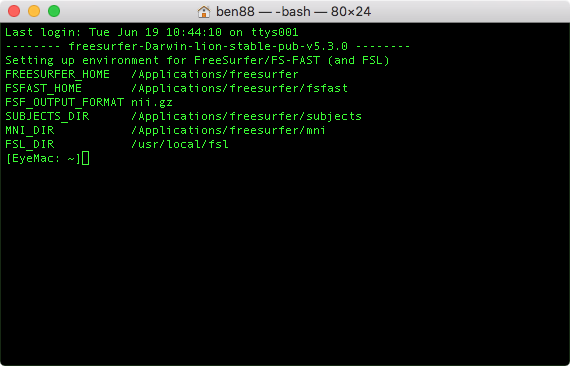 ben88 — -bash — 80×24
Last login: Tue Jun 19 10:44:10 on ttys001
-------- freesurfer-Darwin-lion-stable-pub-v5.3.0 --------
Setting up environment for FreeSurfer/FS-FAST (and FSL)
FREESURFER_HOME   /Applications/freesurfer
FSFAST_HOME       /Applications/freesurfer/fsfast
FSF_OUTPUT_FORMAT nii.gz
SUBJECTS_DIR      /Applications/freesurfer/subjects
MNI_DIR           /Applications/freesurfer/mni
FSL_DIR           /usr/local/fsl
[EyeMac: ~]